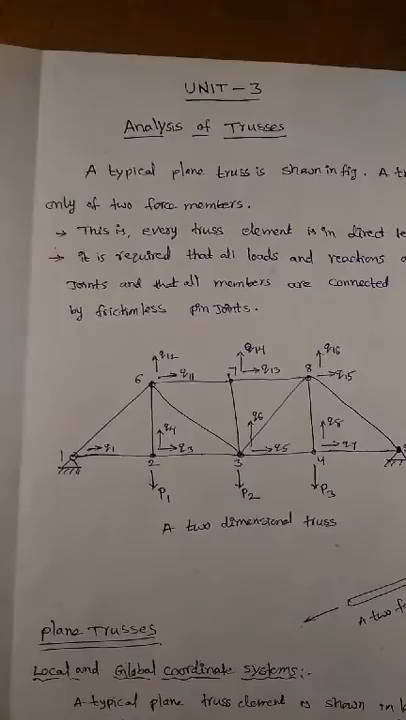 UNIT-3
Analysis of Trusses
A typical plane truss is shown in fig. A
only of two force members.
→ This is, every truss element is in direct
→ it is required that all loads and reactions
Joints and that all members are connected
by frictionless pin joints.
q12 q14 q16
6 q11 7 q13 8 q15
q4 q6 q8
1 q1 2 q3 3 q5 4 q7
P1 P2 P3
A two dimensional truss
A two
plane Trusses
Local and Global coordinate systems:-
A typical plane truss element is shown in